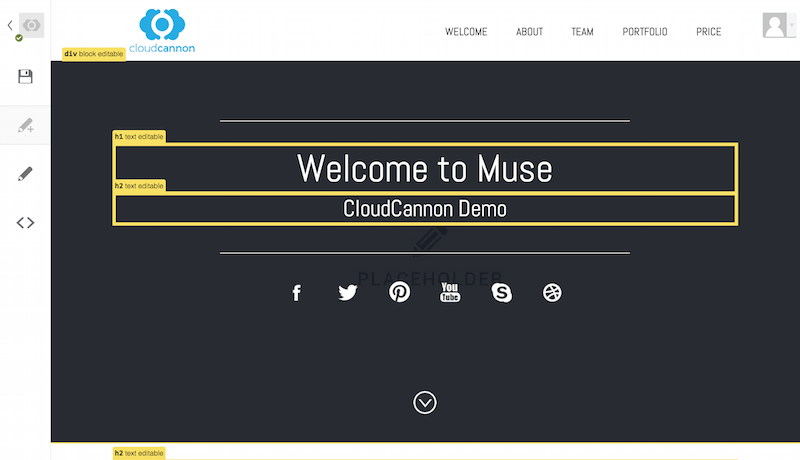 cloudcannon
WELCOME ABOUT TEAM PORTFOLIO PRICE
div block editable
h1 text editable
Welcome to Muse
h2 text editable
CloudCannon Demo
PLACEHOLDER
You
Tube
h2 text editable